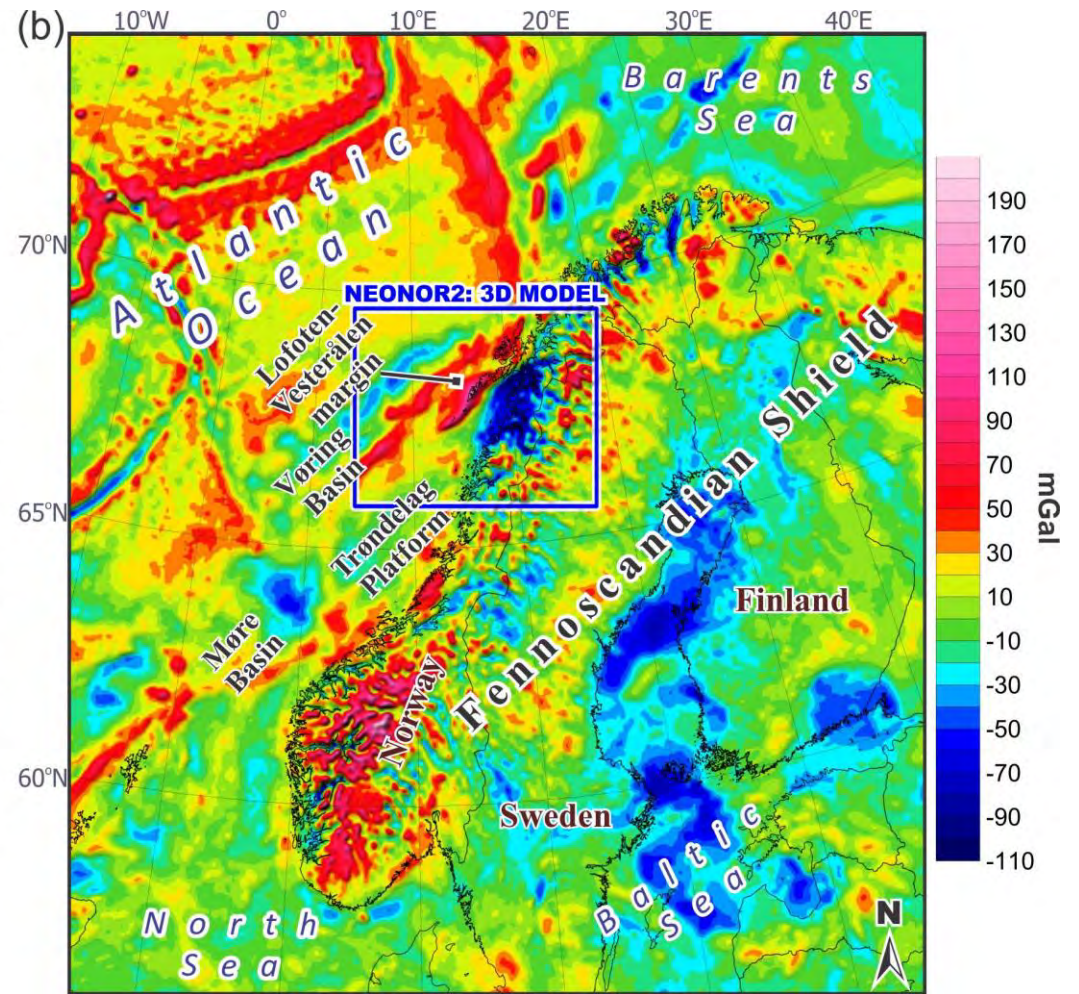 (b)
10°W 0° 10°E 20°E 30°E 40°E
Barents
Sea
Atlantic
Ocean
70°N
65°N
60°N
NEONOR2: 3D MODEL
Lofoten-
Vesterålen
margin
Vøring
Basin
Trøndelag
Platform
Møre
Basin
Norway
Fennoscandian Shield
Finland
Sweden
Baltic
Sea
North
Sea
N
190
170
150
130
110
90
70
50
30
10
-10
-30
-50
-70
-90
-110
mGal